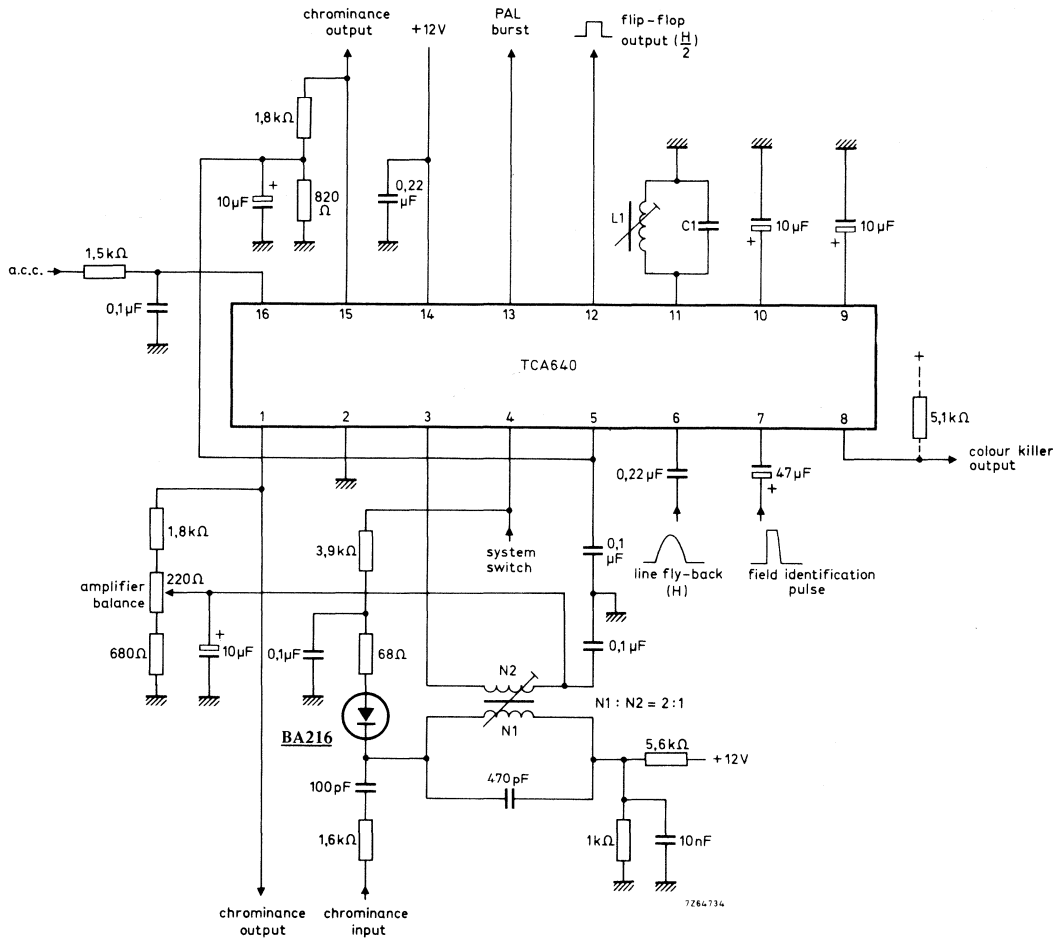 chrominance
output
+12V
PAL
burst
flip-flop
output (H/2)
1,8kΩ
10µF
+
820
Ω
0,22
µF
L1
C1
10µF
+
10µF
+
a.c.c.
1,5kΩ
0,1µF
16
15
14
13
12
11
10
9
TCA640
1
2
3
4
5
6
7
8
+
5,1kΩ
colour killer
output
0,22µF
47µF
+
1,8kΩ
3,9kΩ
system
switch
0,1
µF
line fly-back
(H)
field identification
pulse
amplifier
balance
220Ω
680Ω
+
10µF
0,1µF
68Ω
0,1µF
N2
N1
N1 : N2 = 2:1
BA216
5,6kΩ
+12V
100pF
470pF
1,6kΩ
1kΩ
10nF
7Z64734
chrominance
output
chrominance
input